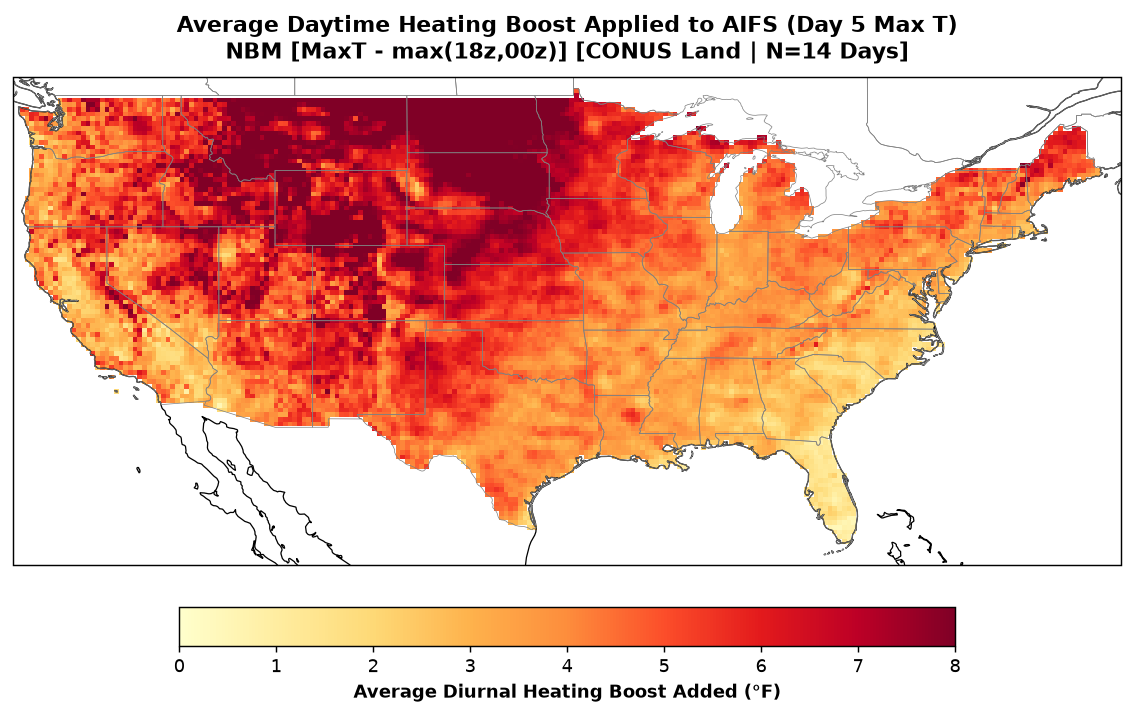 Average Daytime Heating Boost Applied to AIFS (Day 5 Max T)
NBM [MaxT - max(18z,00z)] [CONUS Land | N=14 Days]
0 1 2 3 4 5 6 7 8
Average Diurnal Heating Boost Added (°F)